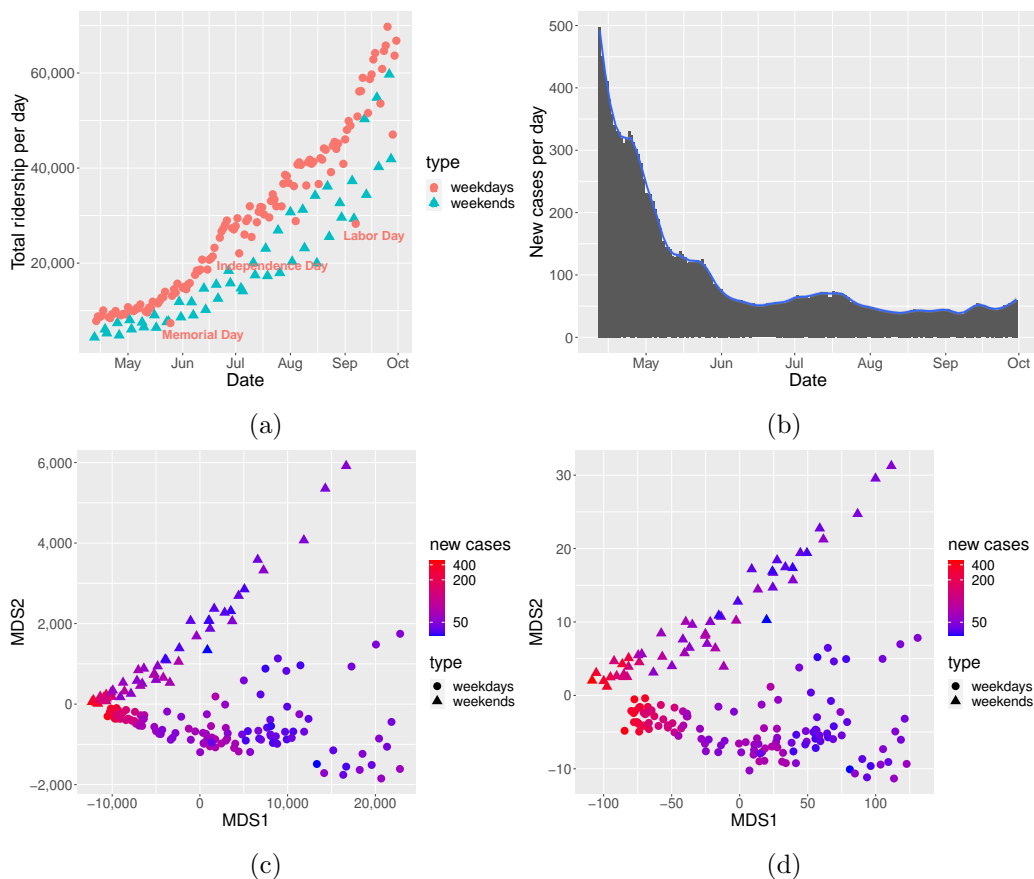 Total ridership per day
60,000
40,000
20,000
Labor Day
Independence Day
Memorial Day
May Jun Jul Aug Sep Oct
Date
type
weekdays
weekends
(a)
New cases per day
500
400
300
200
100
0
May Jun Jul Aug Sep Oct
Date
(b)
MDS2
6,000
4,000
2,000
0
−2,000
−10,000 0 10,000 20,000
MDS1
new cases
400
200
50
type
weekdays
weekends
(c)
MDS2
30
20
10
0
−10
−100 −50 0 50 100
MDS1
new cases
400
200
50
type
weekdays
weekends
(d)